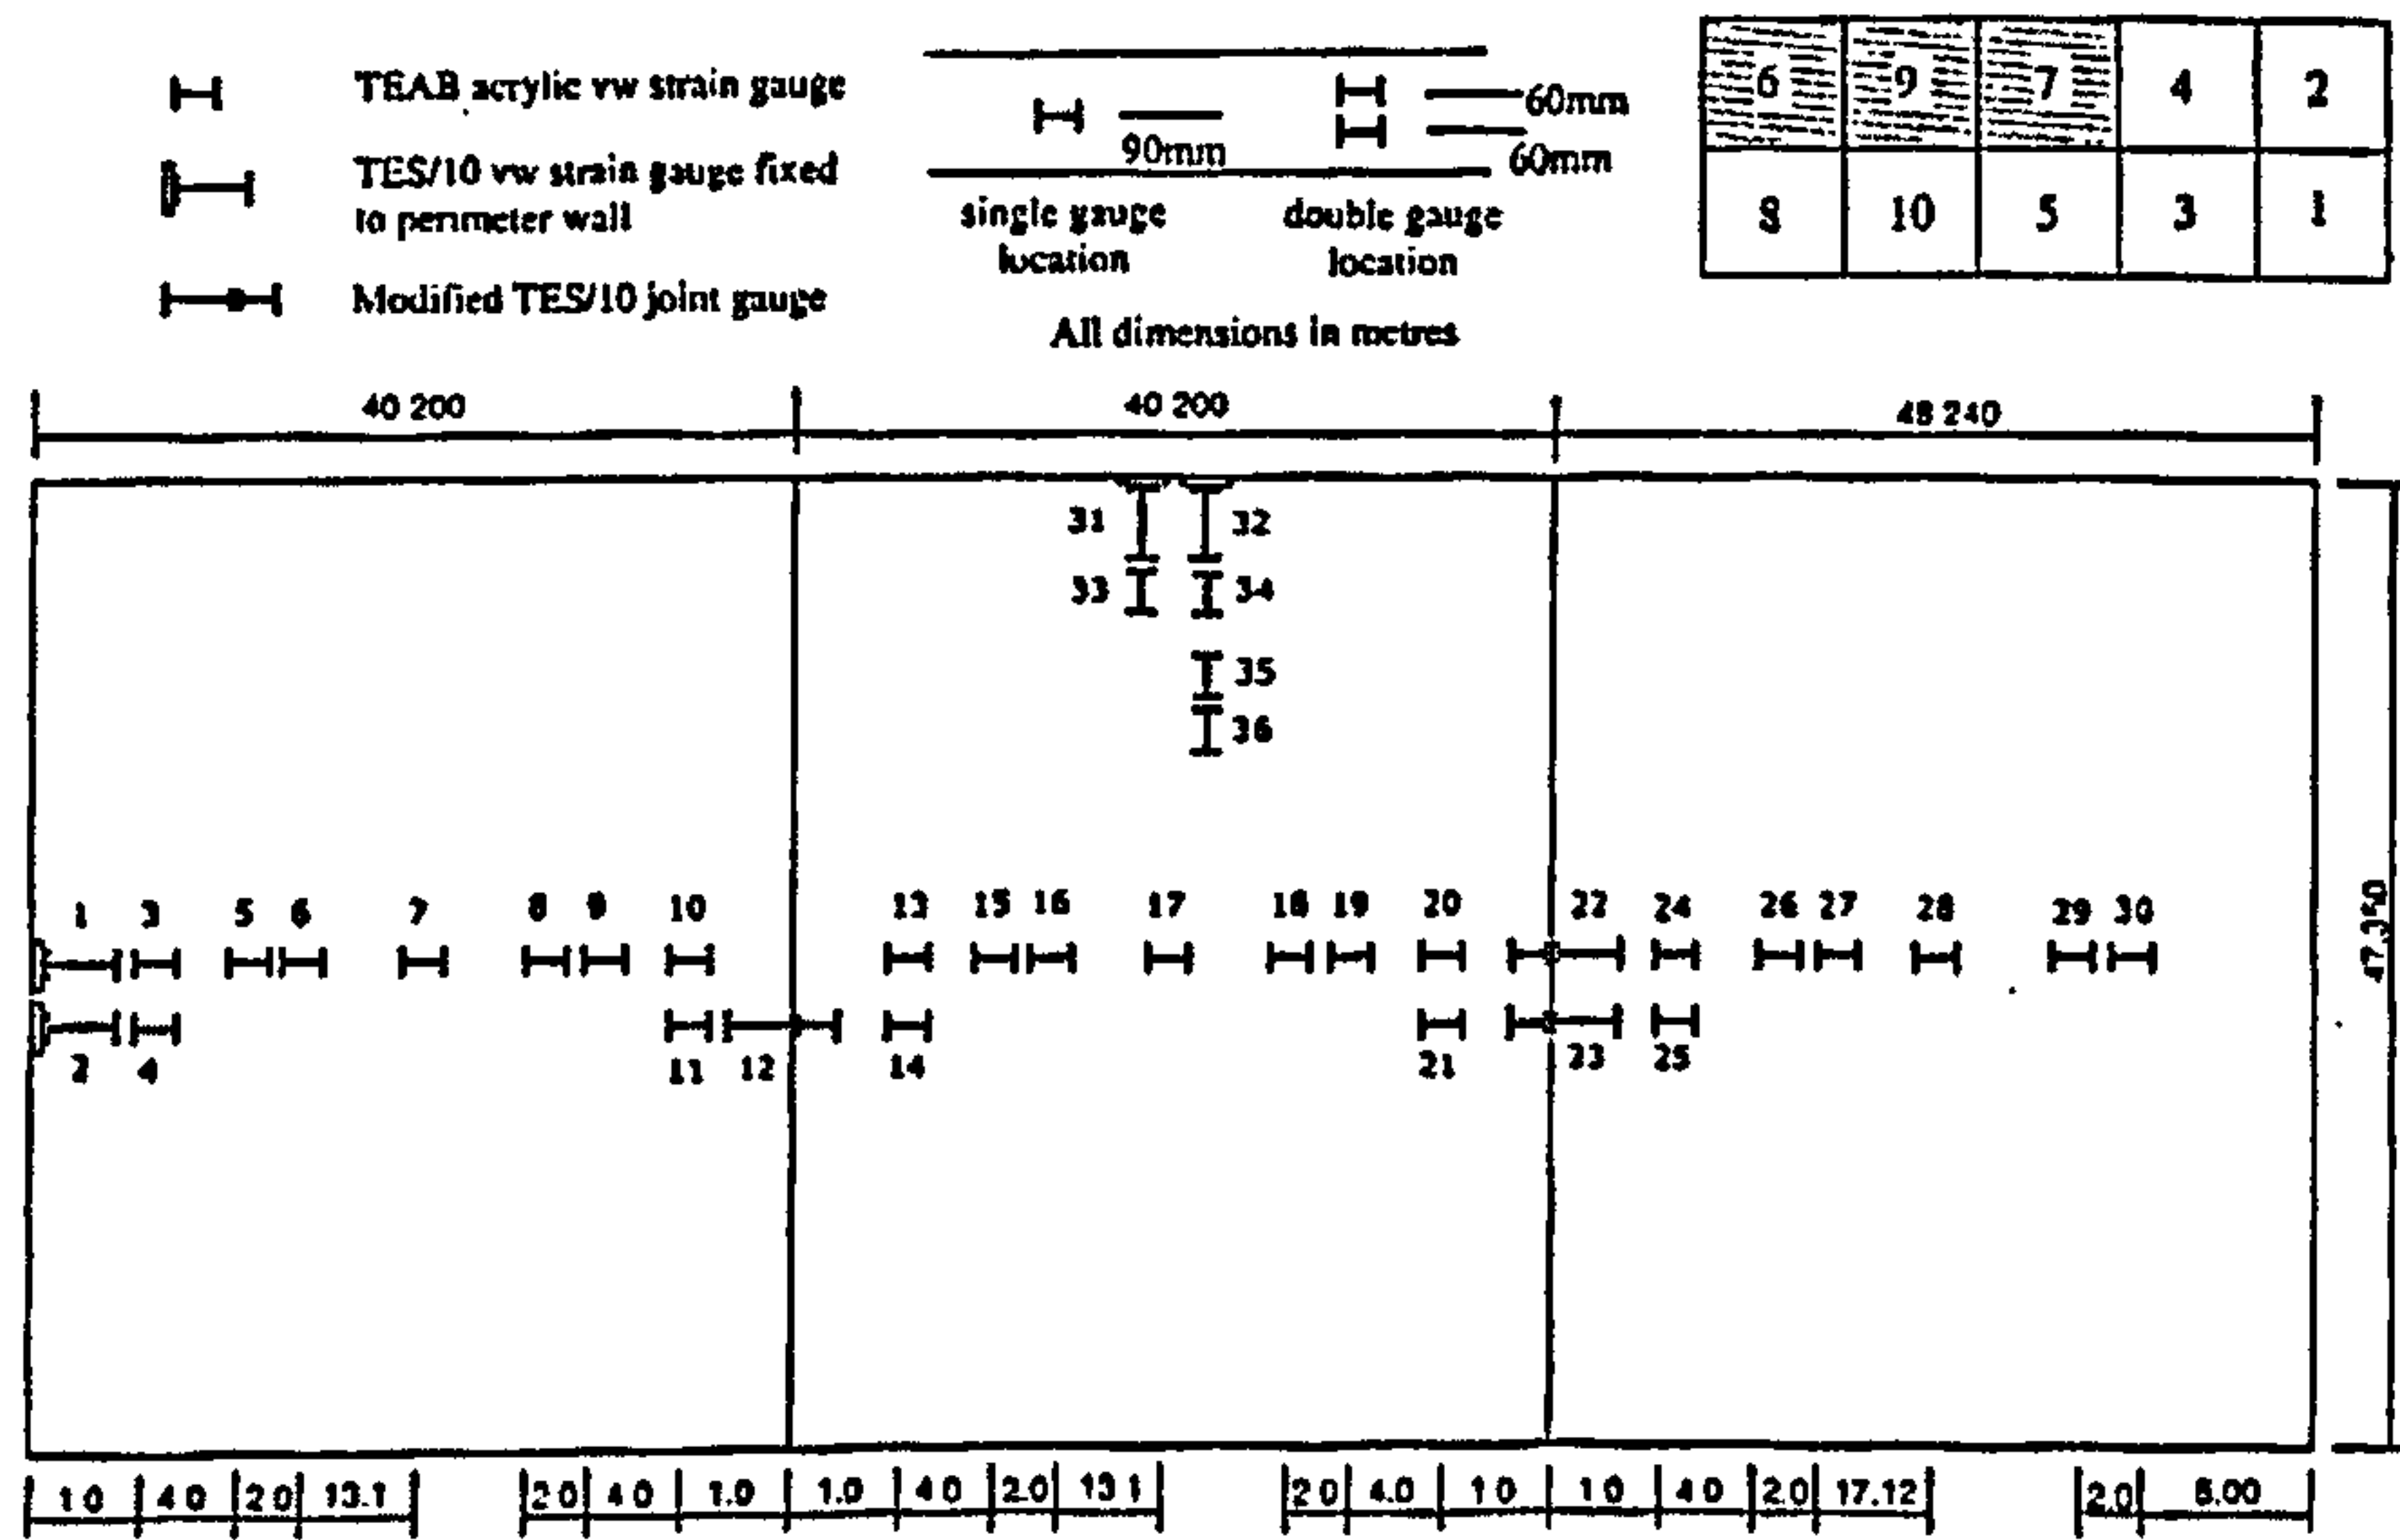 TEAB acrylic vw strain gauge
TES/10 vw strain gauge fixed
to perimeter wall
Modified TES/10 joint gauge
90mm
60mm
60mm
single gauge
location
double gauge
location
All dimensions in metres
6 9 7 4 2
8 10 5 3 1
40 200 40 200 48 240
31 32
33 34
35
36
47.350
1 3 5 6 7 8 9 10 13 15 16 17 18 19 20 22 24 26 27 28 29 30
2 4 11 12 14 21 23 25
1 0 4 0 2 0 13.1 2 0 4 0 1.0 1.0 4 0 2.0 13 1 2 0 4.0 1 0 1 0 4 0 2.0 17.12 2.0 6.00